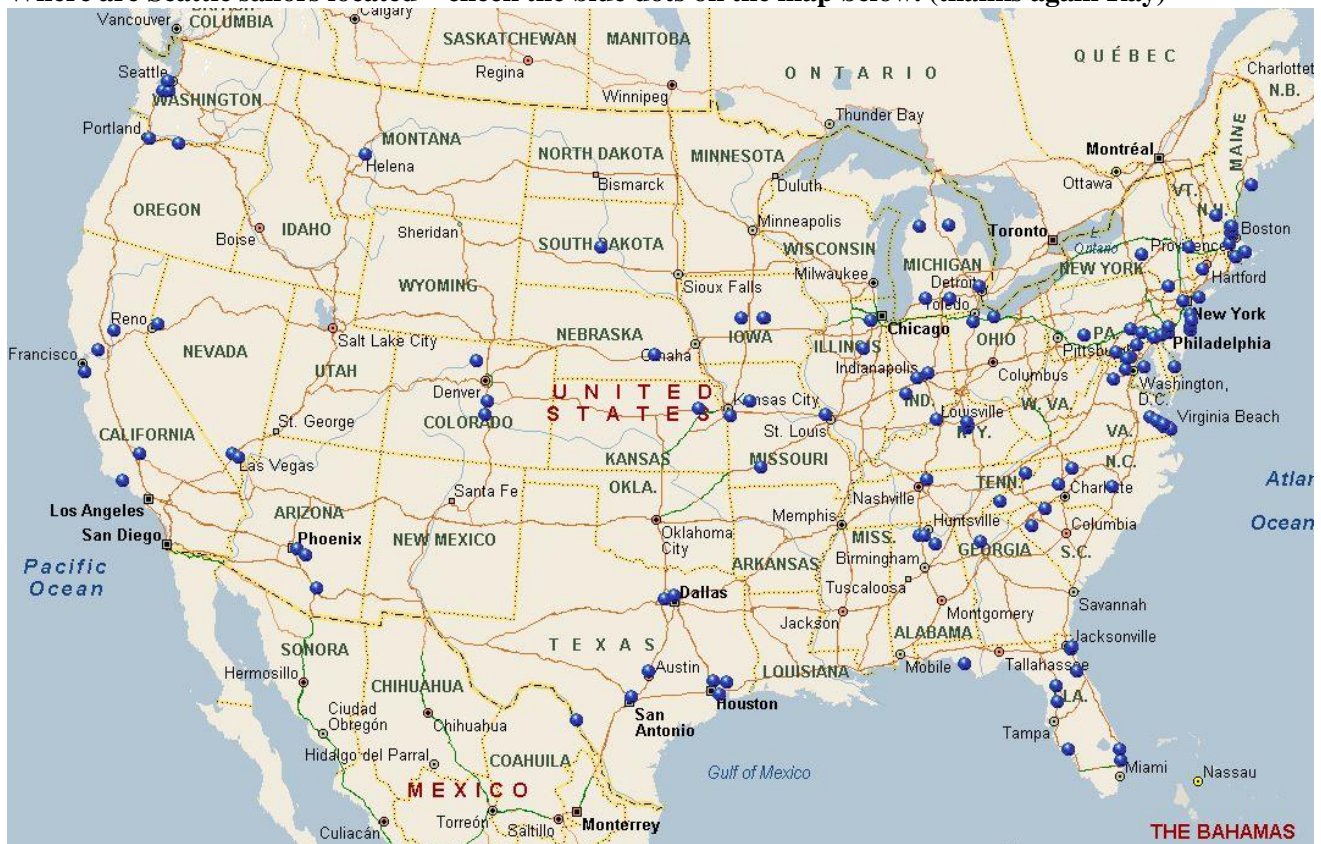 Where are Seattle sailors located – check the blue dots on the map below. (thanks again Ray)
Vancouver
COLUMBIA
Calgary
SASKATCHEWAN
MANITOBA
Regina
Winnipeg
ONTARIO
QUÉBEC
Charlottet
N.B.
Seattle
WASHINGTON
Portland
MONTANA
Helena
NORTH DAKOTA
Bismarck
MINNESOTA
Duluth
Thunder Bay
Montréal
Ottawa
MAINE
VT.
N.H.
OREGON
Boise
IDAHO
Sheridan
SOUTH DAKOTA
Minneapolis
WISCONSIN
Milwaukee
MICHIGAN
Toronto
L.
Ontario
Providence
Boston
NEW YORK
Hartford
WYOMING
Sioux Falls
Detroit
Toledo
Reno
Salt Lake City
NEBRASKA
Omaha
IOWA
Chicago
ILLINOIS
OHIO
PA.
New York
Pittsburgh
Philadelphia
Francisco
NEVADA
UTAH
Denver
COLORADO
UNITED
STATES
Kansas City
St. Louis
Indianapolis
IND.
Columbus
W. VA.
Washington,
D.C.
Louisville
KY.
VA.
Virginia Beach
CALIFORNIA
St. George
Las Vegas
KANSAS
MISSOURI
N.C.
Los Angeles
San Diego
ARIZONA
Phoenix
Santa Fe
NEW MEXICO
OKLA.
Oklahoma
City
Nashville
TENN.
Charlotte
Memphis
Huntsville
Columbia
Atlan
Ocean
Pacific
Ocean
ARKANSAS
MISS.
Birmingham
GEORGIA
S.C.
Tuscaloosa
Dallas
Jackson
Montgomery
Savannah
ALABAMA
SONORA
Hermosillo
TEXAS
Austin
LOUISIANA
Mobile
Tallahassee
Jacksonville
CHIHUAHUA
Ciudad
Obregón
Chihuahua
San
Antonio
Houston
FLA.
Tampa
Hidalgo del Parral
COAHUILA
Gulf of Mexico
Miami
Nassau
MEXICO
Culiacán
Torreón
Saltillo
Monterrey
THE BAHAMAS